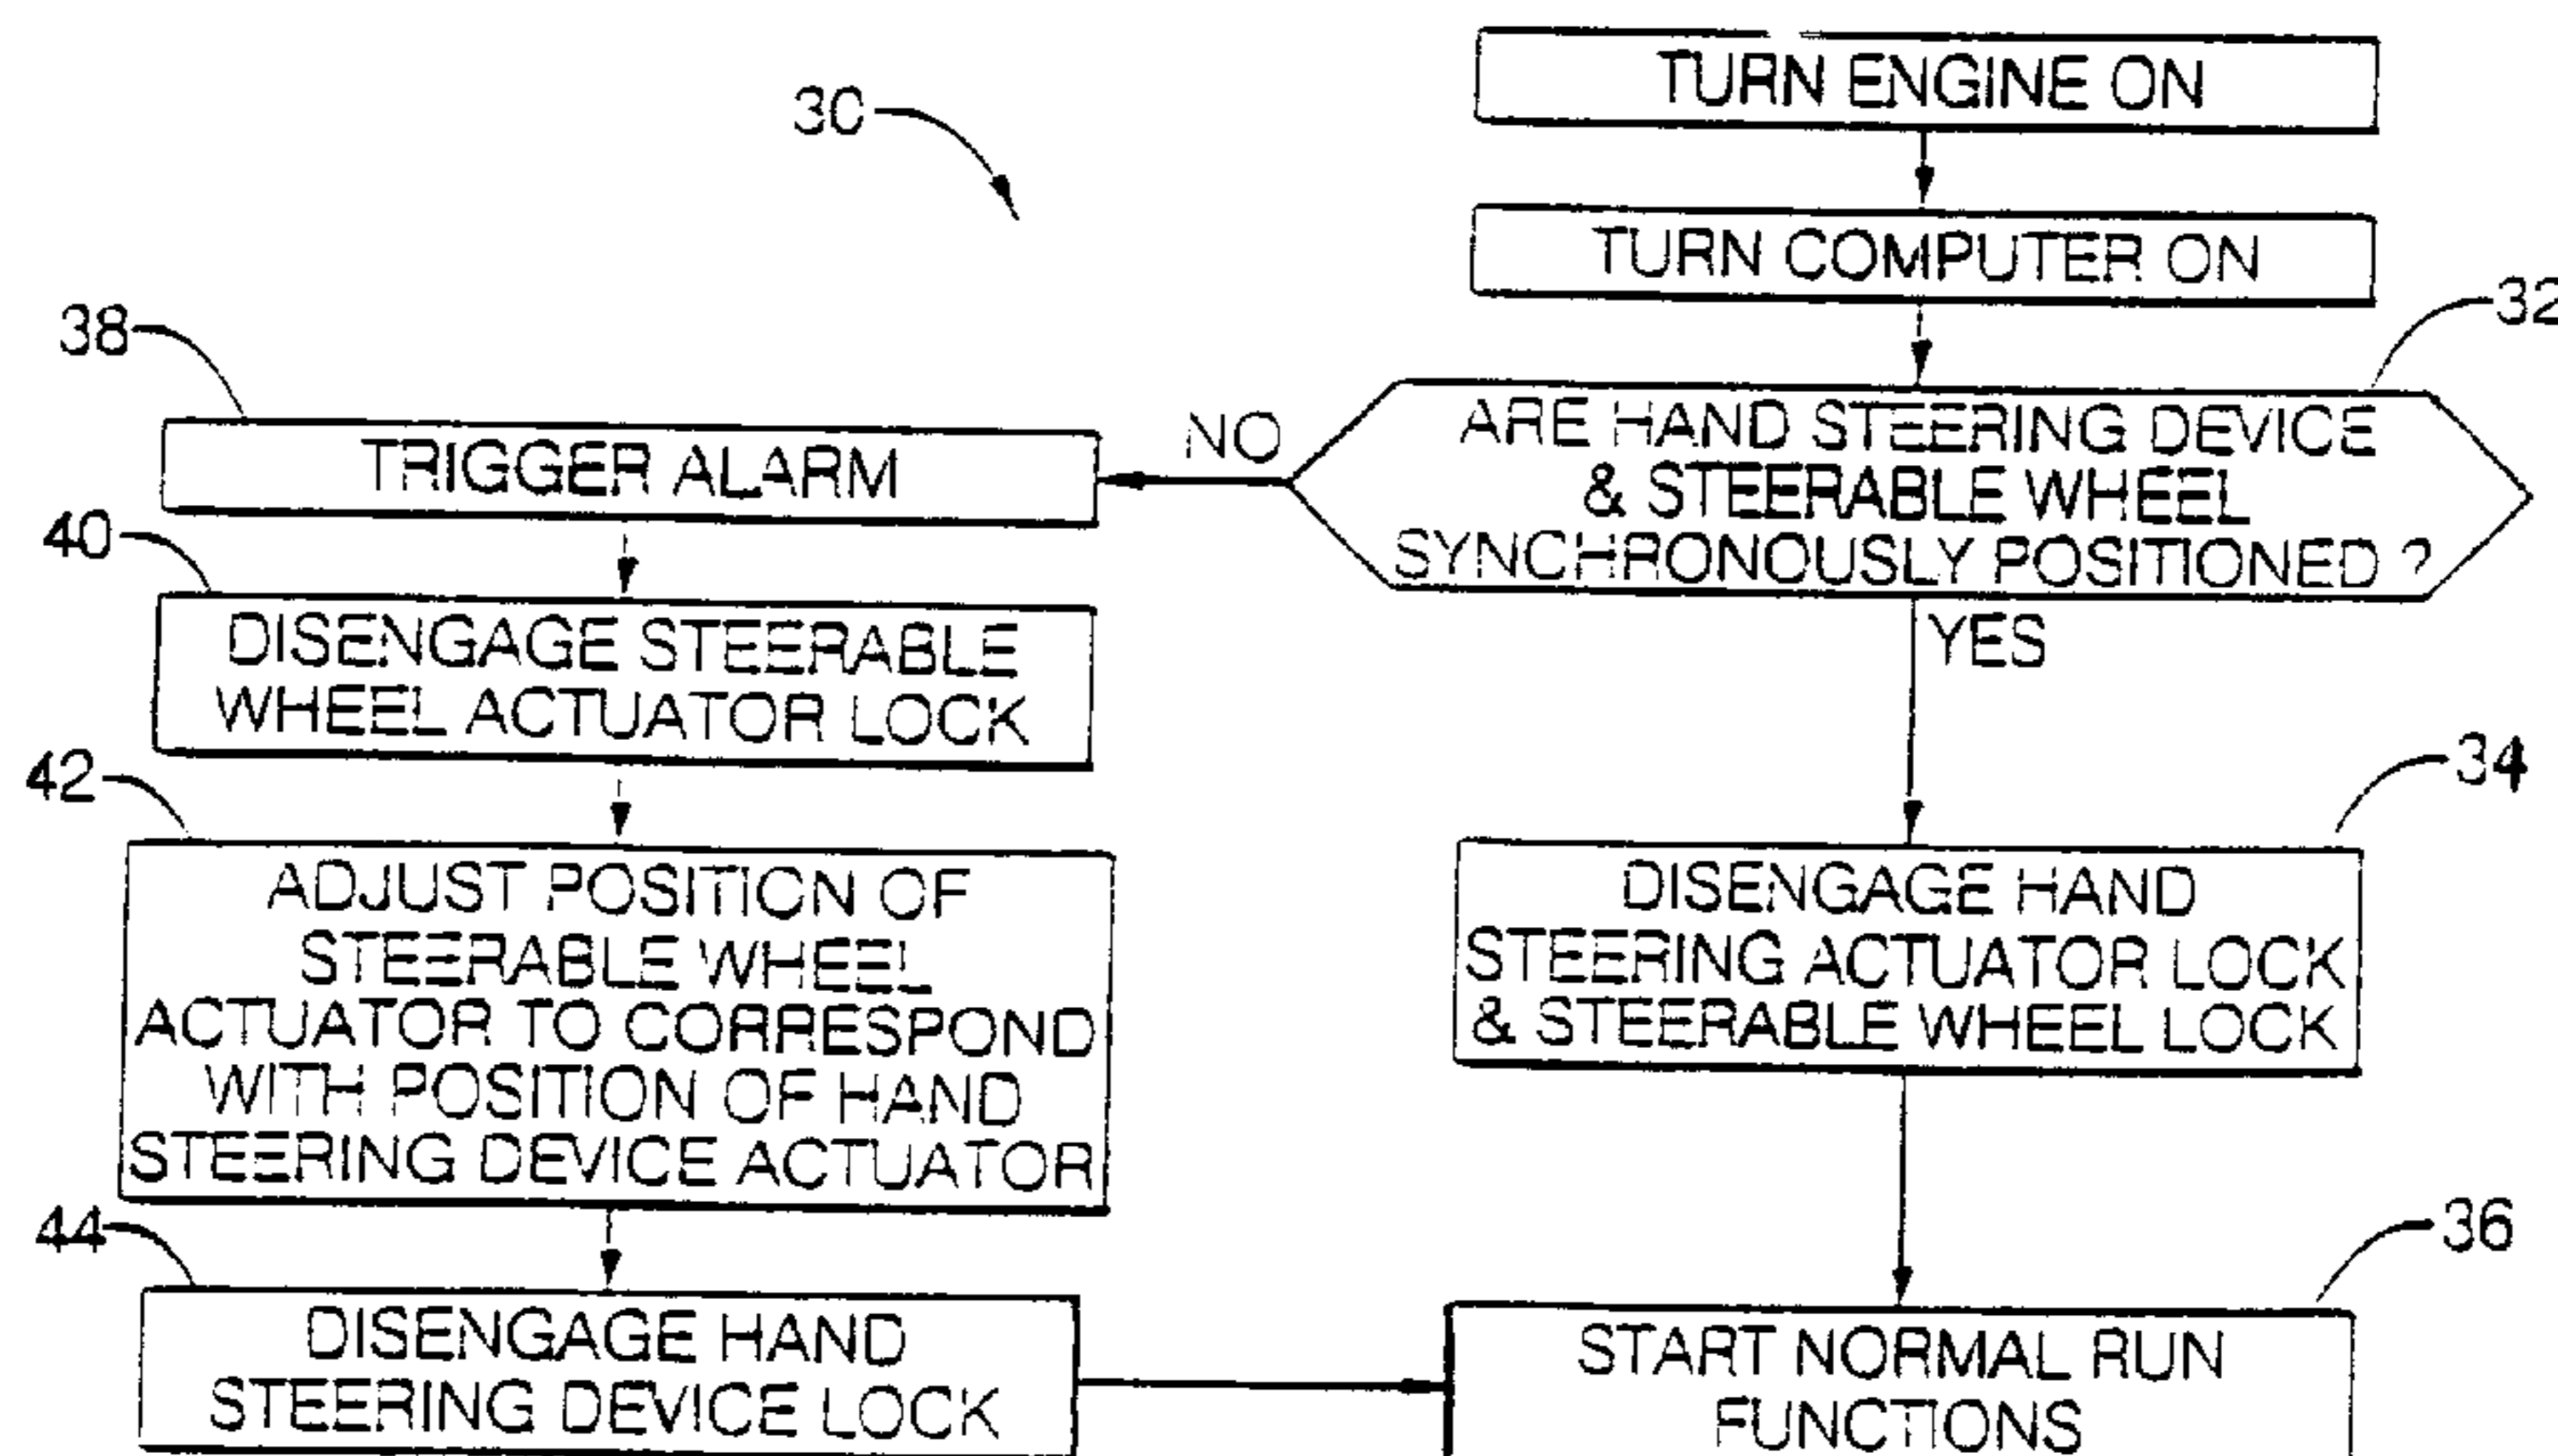 30
TURN ENGINE ON
TURN COMPUTER ON
32
ARE HAND STEERING DEVICE
& STEERABLE WHEEL
SYNCHRONOUSLY POSITIONED ?
NO
YES
38
TRIGGER ALARM
40
DISENGAGE STEERABLE
WHEEL ACTUATOR LOCK
42
ADJUST POSITION OF
STEERABLE WHEEL
ACTUATOR TO CORRESPOND
WITH POSITION OF HAND
STEERING DEVICE ACTUATOR
34
DISENGAGE HAND
STEERING ACTUATOR LOCK
& STEERABLE WHEEL LOCK
44
DISENGAGE HAND
STEERING DEVICE LOCK
36
START NORMAL RUN
FUNCTIONS